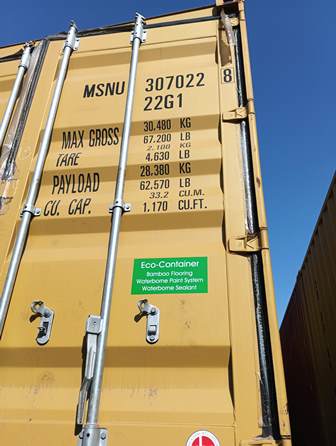 MSNU 307022 8
22G1
MAX GROSS 30.480 KG
67.200 LB
TARE 2.100 KG
4,630 LB
PAYLOAD 28.380 KG
62.570 LB
CU. CAP. 33.2 CU.M.
1.170 CU.FT.
Eco-Container
Bamboo Flooring
Waterborne Paint System
Waterborne Sealant